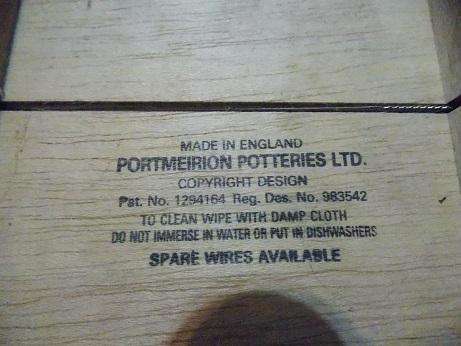 MADE IN ENGLAND
PORTMEIRION POTTERIES LTD.
COPYRIGHT DESIGN
Pat. No. 1294164 Reg. Des. No. 983542
TO CLEAN WIPE WITH DAMP CLOTH
DO NOT IMMERSE IN WATER OR PUT IN DISHWASHERS
SPARE WIRES AVAILABLE